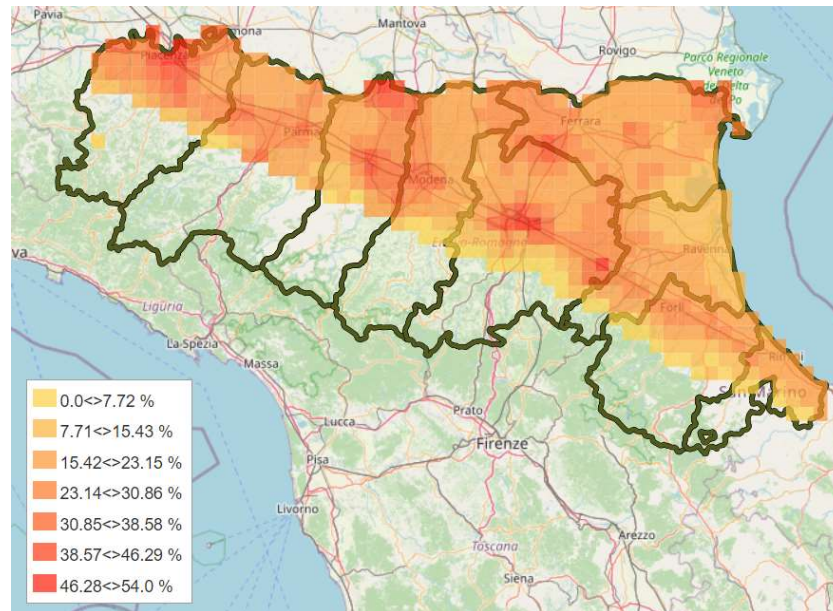 Pavia
Mantova
Rovigo
Parco Regionale
Veneto
Piacenza
Ferrara
Parma
Modena
Ravenna
Forlì
Liguria
La Spezia
Massa
Rimini
San Marino
Prato
Lucca
Firenze
Pisa
Livorno
Arezzo
Toscana
Siena
0.0<>7.72 %
7.71<>15.43 %
15.42<>23.15 %
23.14<>30.86 %
30.85<>38.58 %
38.57<>46.29 %
46.28<>54.0 %